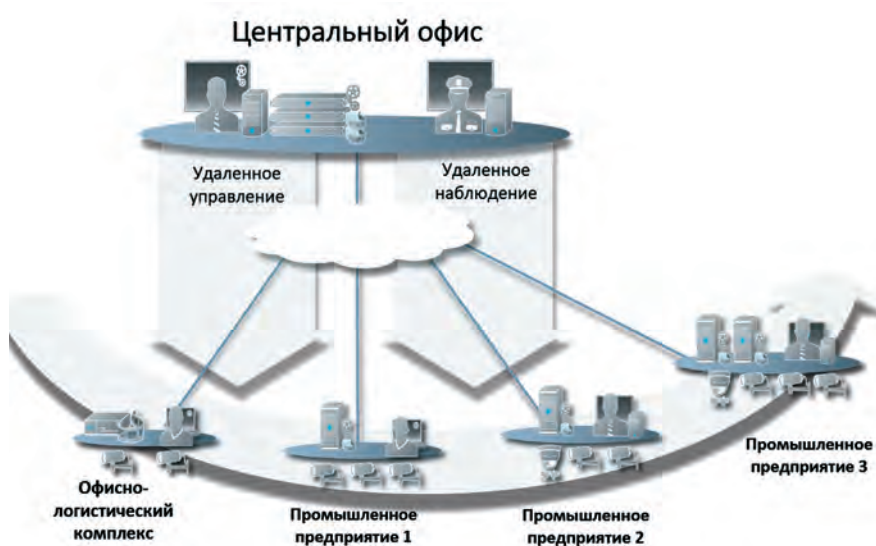 Центральный офис
Удаленное
управление
Удаленное
наблюдение
Промышленное
предприятие 3
Офисно-
логистический
комплекс
Промышленное
предприятие 1
Промышленное
предприятие 2